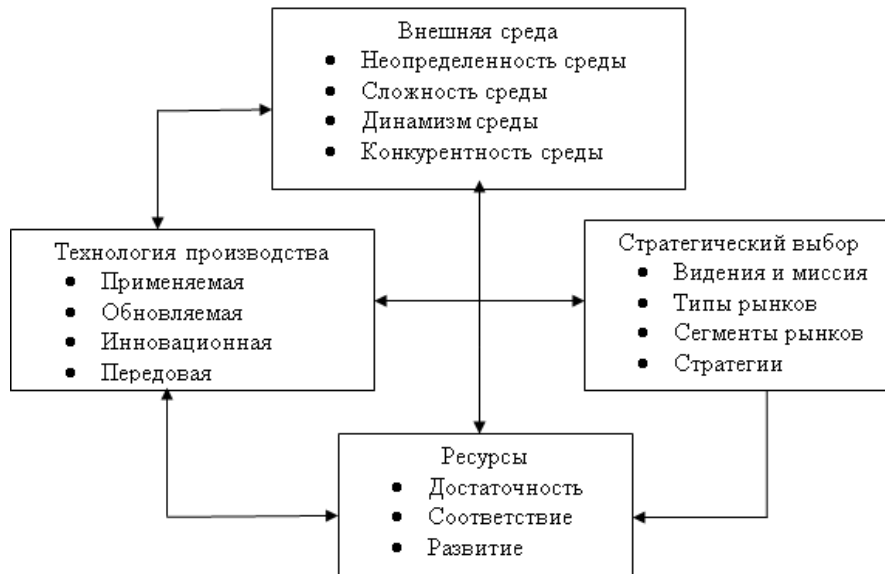 Внешняя среда
• Неопределенность среды
• Сложность среды
• Динамизм среды
• Конкурентность среды
Технология производства
• Применяемая
• Обновляемая
• Инновационная
• Передовая
Стратегический выбор
• Видения и миссия
• Типы рынков
• Сегменты рынков
• Стратегии
Ресурсы
• Достаточность
• Соответствие
• Развитие